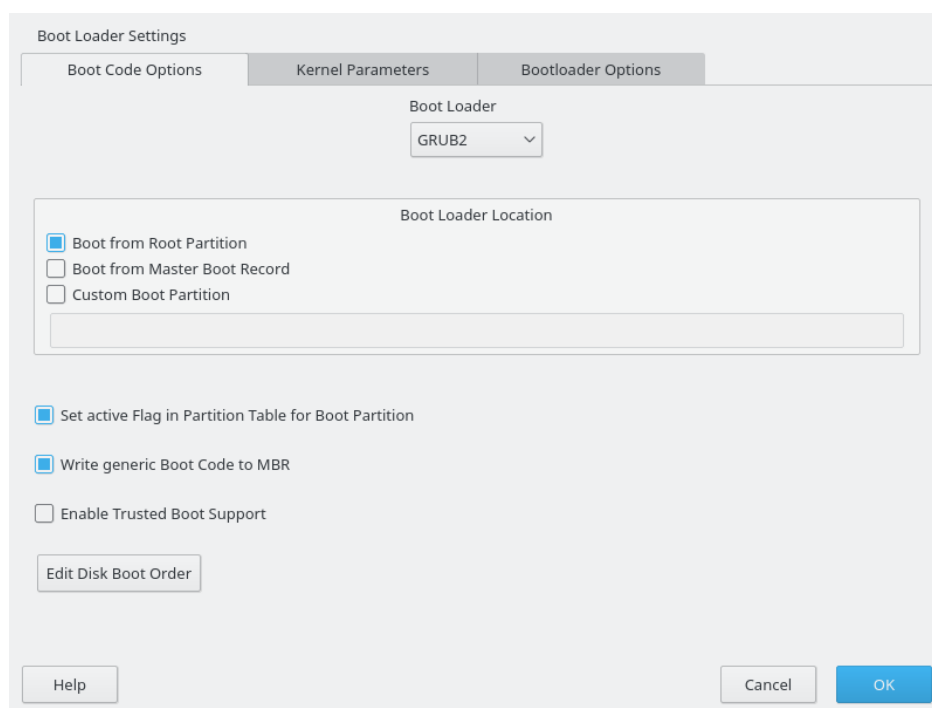 Boot Loader Settings
Boot Code Options
Kernel Parameters
Bootloader Options
Boot Loader
GRUB2
Boot Loader Location
Boot from Root Partition
Boot from Master Boot Record
Custom Boot Partition
Set active Flag in Partition Table for Boot Partition
Write generic Boot Code to MBR
Enable Trusted Boot Support
Edit Disk Boot Order
Help
Cancel
OK